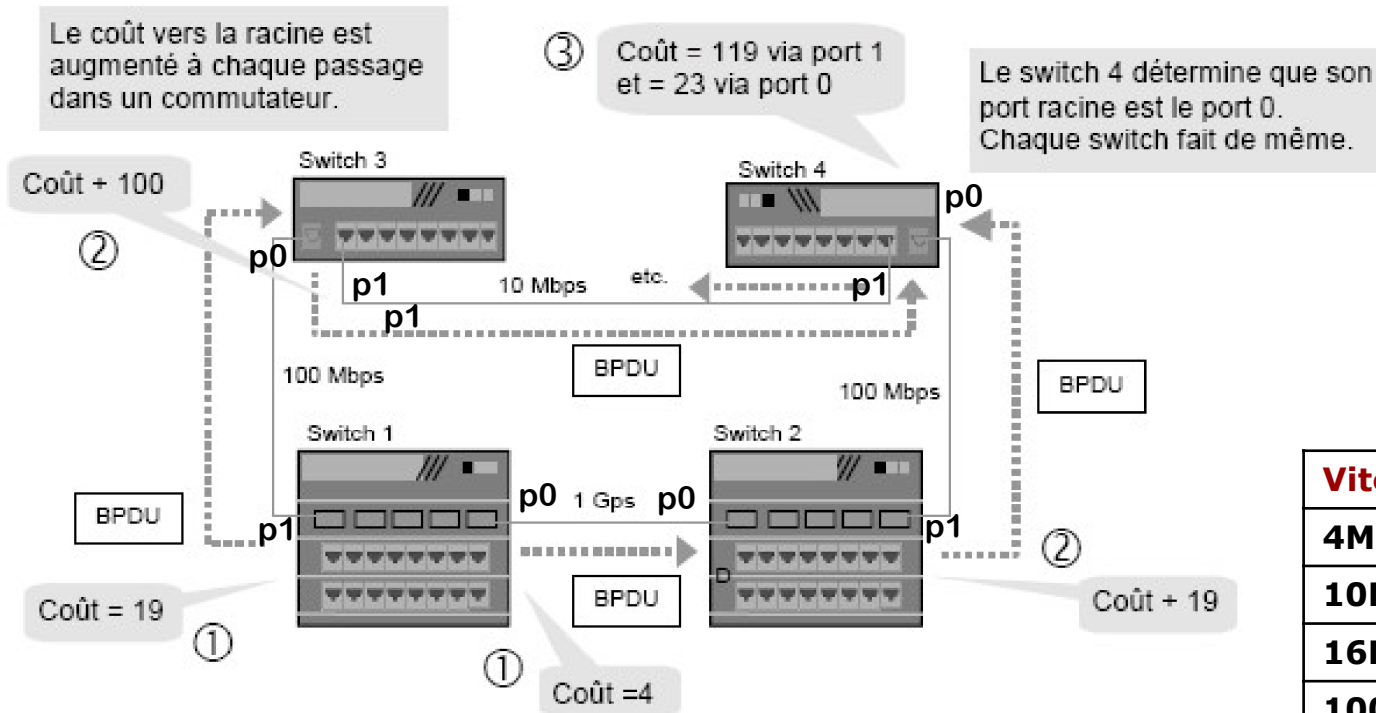 Le coût vers la racine est
augmenté à chaque passage
dans un commutateur.
③
Coût = 119 via port 1
et = 23 via port 0
Le switch 4 détermine que son
port racine est le port 0.
Chaque switch fait de même.
Coût + 100
②
Switch 3
Switch 4
p0
p0
p1
10 Mbps
etc.
p1
p1
BPDU
100 Mbps
100 Mbps
BPDU
Switch 1
Switch 2
BPDU
p1
p0
1 Gps
p0
p1
②
D
BPDU
Coût = 19
①
①
Coût =4
Coût + 19